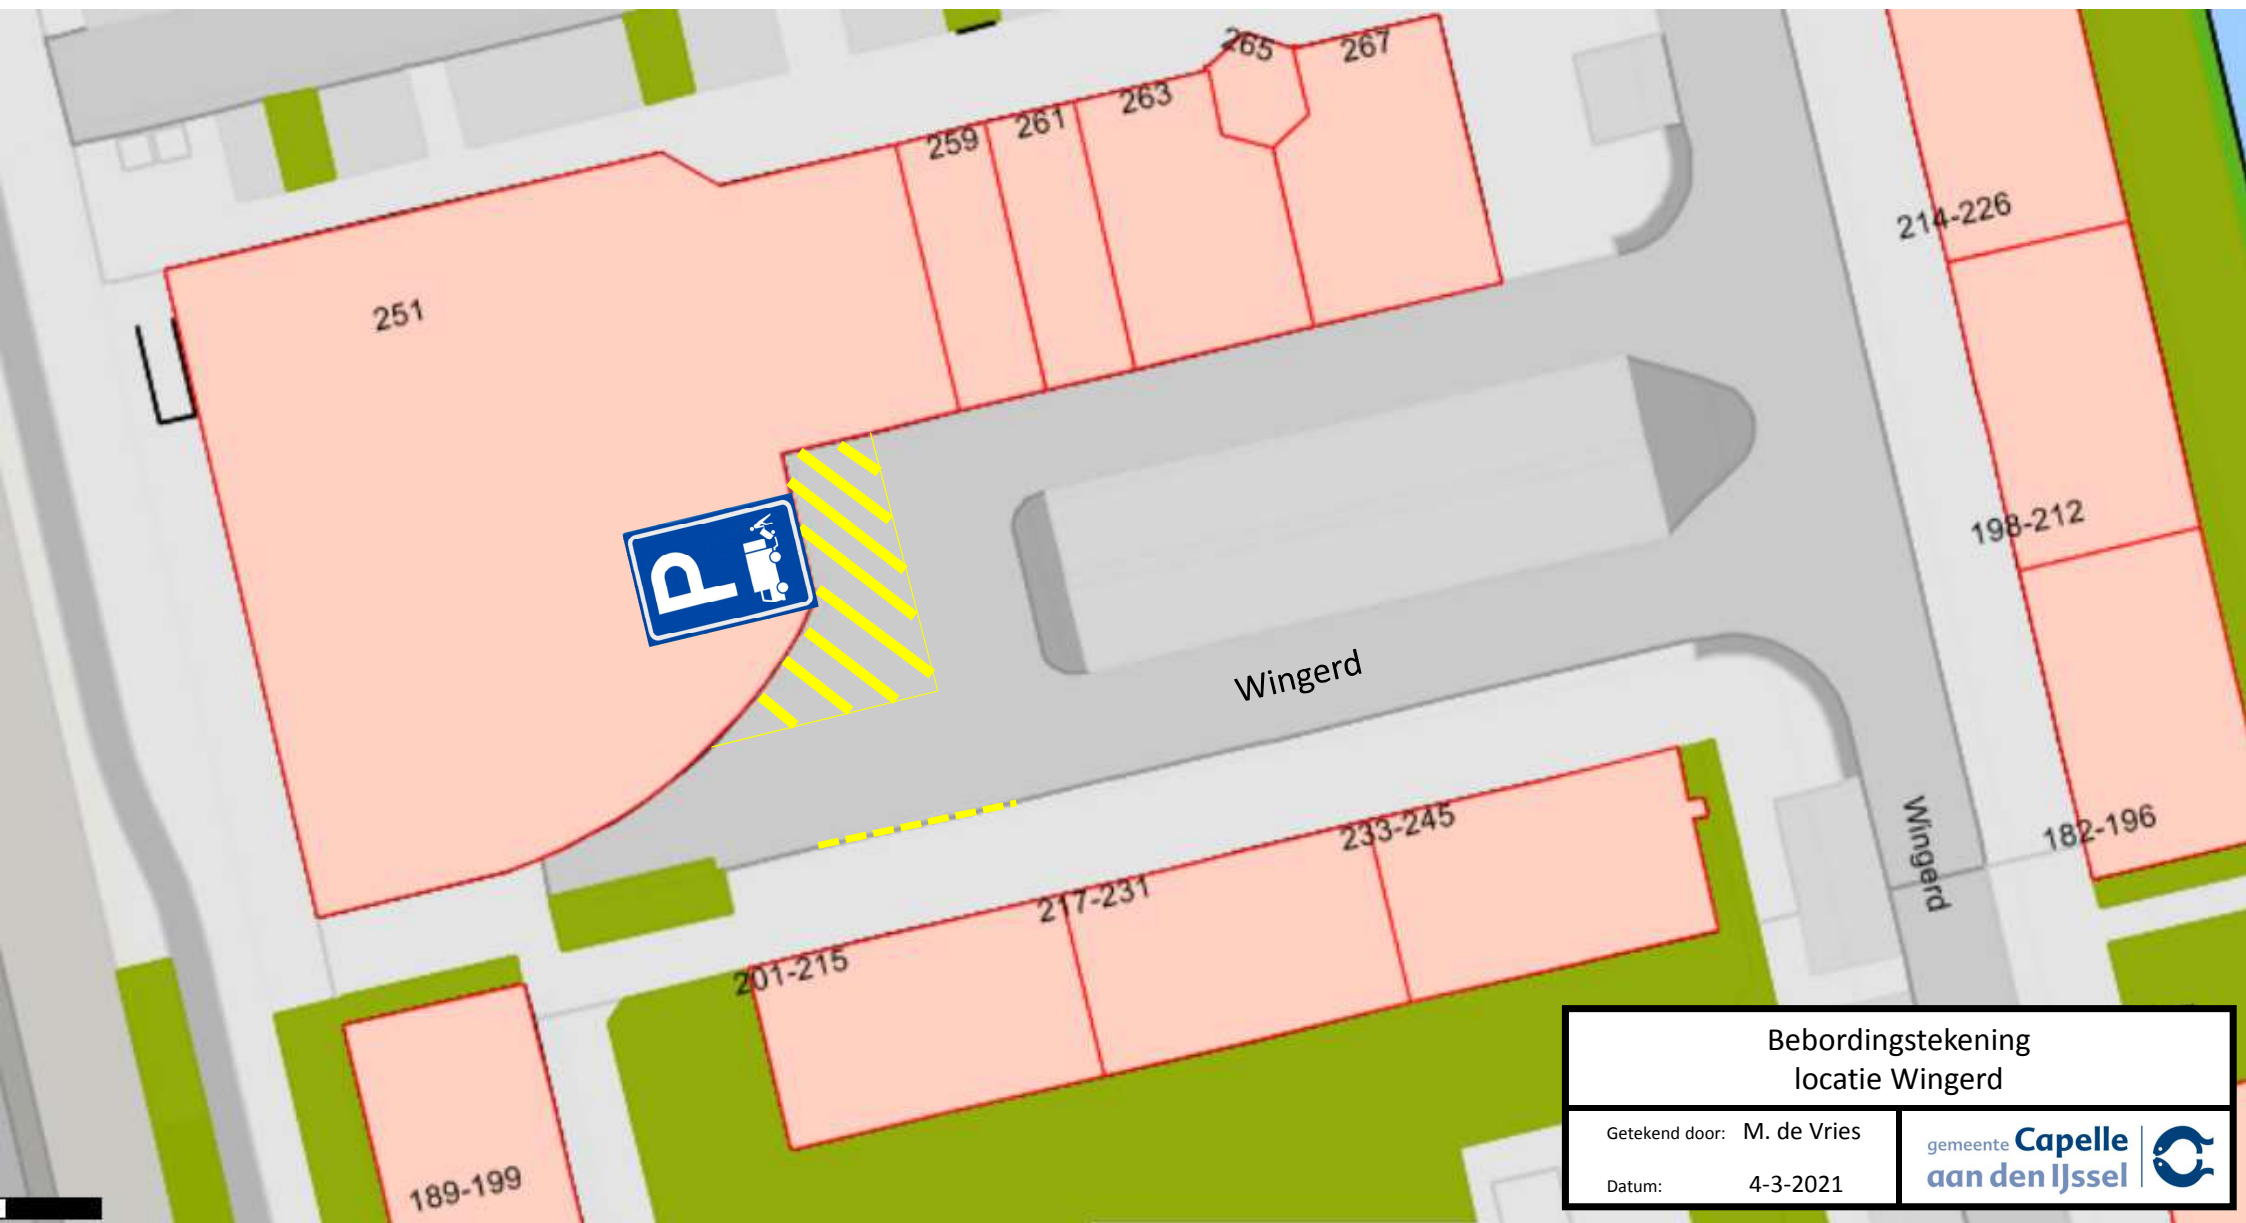 265
267
263
261
259
251
214-226
198-212
P
Wingerd
Wingerd
182-196
233-245
217-231
201-215
189-199
Bebordingstekening
locatie Wingerd
Getekend door: M. de Vries
Datum: 4-3-2021
gemeente Capelle
aan den IJssel